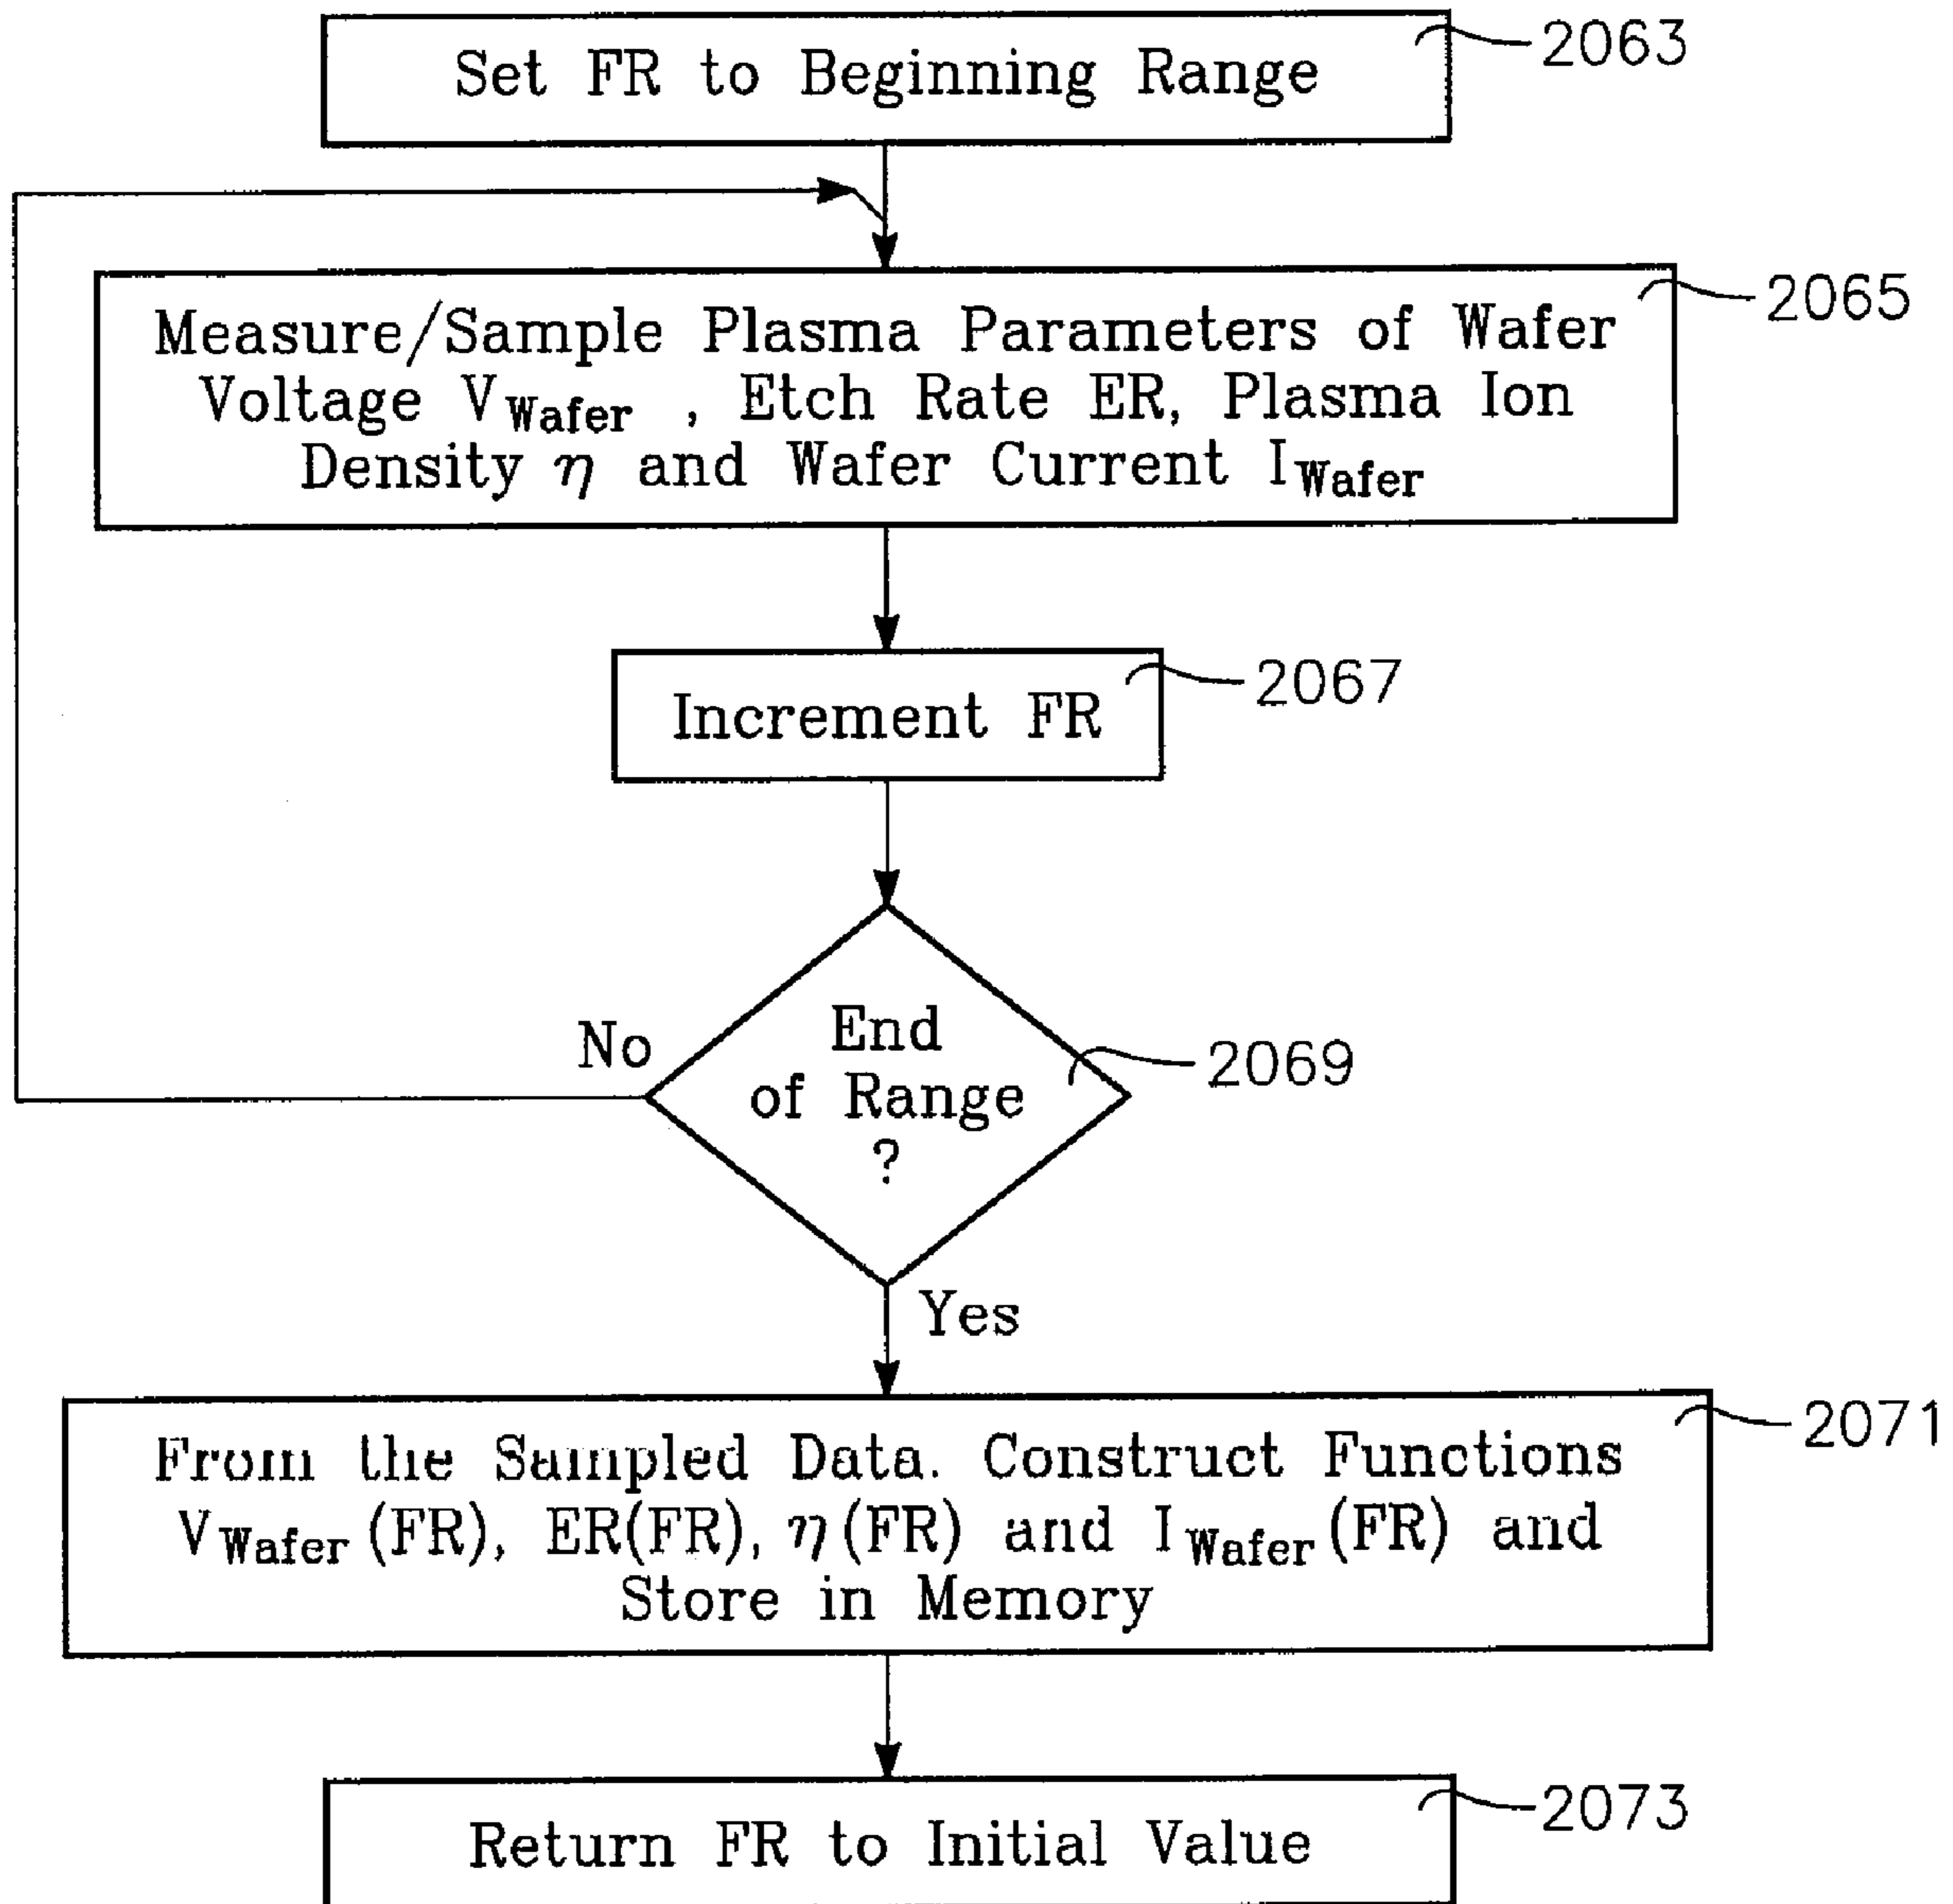 Set FR to Beginning Range
2063
Measure/Sample Plasma Parameters of Wafer
Voltage VWafer , Etch Rate ER, Plasma Ion
Density η and Wafer Current IWafer
2065
Increment FR
2067
End
of Range
?
2069
No
Yes
From the Sampled Data. Construct Functions
VWafer (FR), ER(FR), η (FR) and IWafer (FR) and
Store in Memory
2071
Return FR to Initial Value
2073